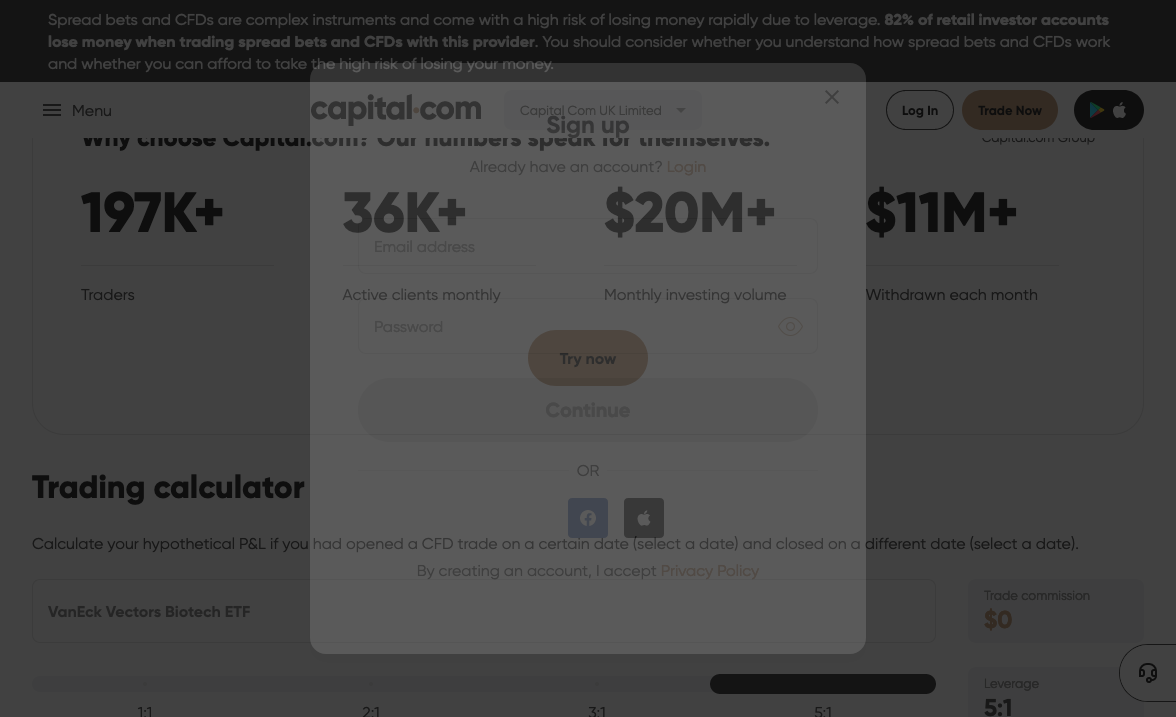 Spread bets and CFDs are complex instruments and come with a high risk of losing money rapidly due to leverage. 82% of retail investor accounts
lose money when trading spread bets and CFDs with this provider. You should consider whether you understand how spread bets and CFDs work
and whether you can afford to take the high risk of losing your money.
Menu
capital.com
Capital Com UK Limited
Log In
Trade Now
Sign up
Why choose Capital.com? Our numbers speak for themselves.
Capital.com Group
Already have an account? Login
197K+
36K+
$20M+
$11M+
Email address
Traders
Active clients monthly
Monthly investing volume
Withdrawn each month
Password
Try now
Continue
OR
Trading calculator
Calculate your hypothetical P&L if you had opened a CFD trade on a certain date (select a date) and closed on a different date (select a date).
By creating an account, I accept Privacy Policy
VanEck Vectors Biotech ETF
Trade commission
$0
Leverage
5:1
1:1
2:1
3:1
5:1